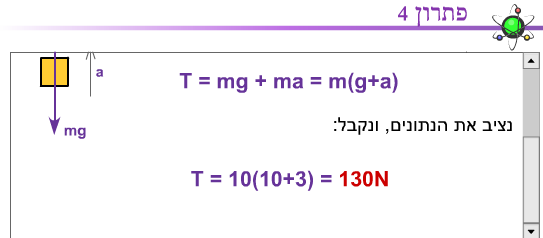 פתרון 4
a
T = mg + ma = m(g+a)
mg
נציב את הנתונים, ונקבל:
T = 10(10+3) = 130N